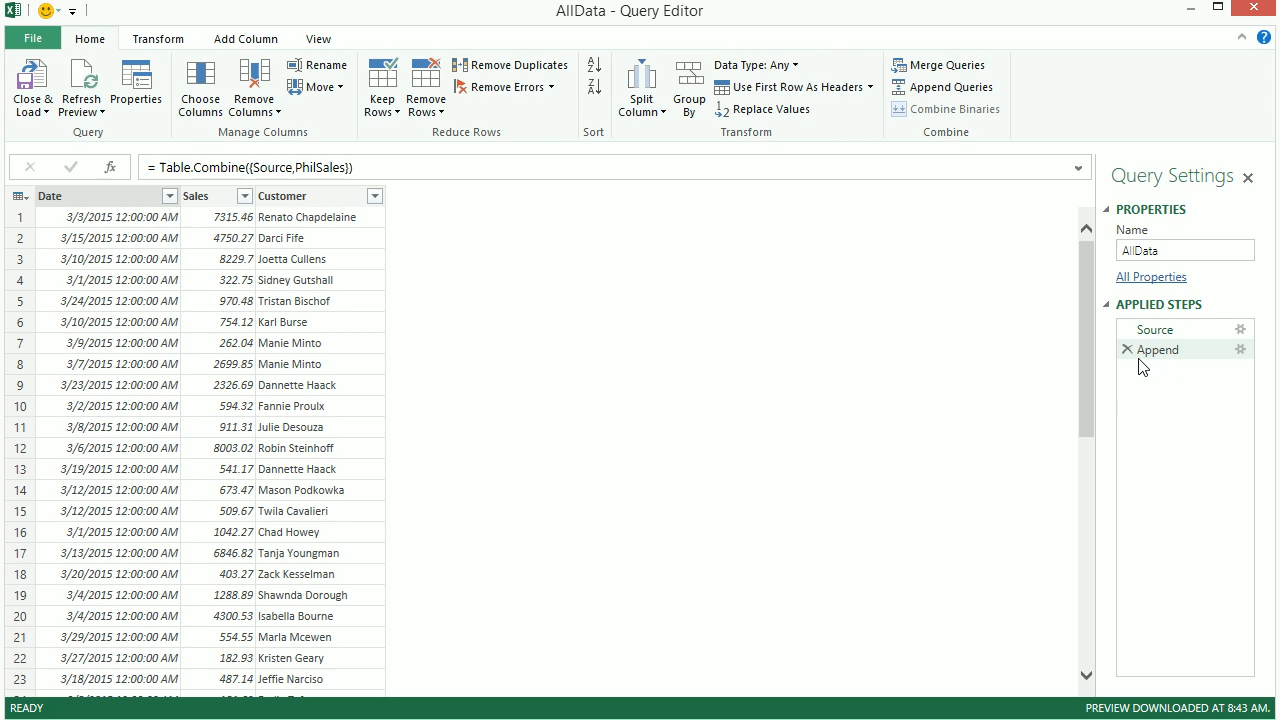 AllData - Query Editor
File Home Transform Add Column View
Close & Load
Refresh Preview
Properties
Query
Choose Columns
Remove Columns
Rename
Move
Manage Columns
Keep Rows
Remove Rows
Remove Duplicates
Remove Errors
Reduce Rows
Sort
Split Column
Group By
Data Type: Any
Use First Row As Headers
Replace Values
Transform
Merge Queries
Append Queries
Combine Binaries
Combine
fx = Table.Combine({Source,PhilSales})
Date Sales Customer
1 3/3/2015 12:00:00 AM 7315.46 Renato Chapdelaine
2 3/15/2015 12:00:00 AM 4750.27 Darci Fife
3 3/10/2015 12:00:00 AM 8229.7 Joetta Cullens
4 3/1/2015 12:00:00 AM 322.75 Sidney Gutshall
5 3/24/2015 12:00:00 AM 970.48 Tristan Bischof
6 3/10/2015 12:00:00 AM 754.12 Karl Burse
7 3/9/2015 12:00:00 AM 262.04 Manie Minto
8 3/7/2015 12:00:00 AM 2699.85 Manie Minto
9 3/23/2015 12:00:00 AM 2326.69 Dannette Haack
10 3/2/2015 12:00:00 AM 594.32 Fannie Proulx
11 3/8/2015 12:00:00 AM 911.31 Julie Desouza
12 3/6/2015 12:00:00 AM 8003.02 Robin Steinhoff
13 3/19/2015 12:00:00 AM 541.17 Dannette Haack
14 3/12/2015 12:00:00 AM 673.47 Mason Podkowka
15 3/12/2015 12:00:00 AM 509.67 Twila Cavalieri
16 3/1/2015 12:00:00 AM 1042.27 Chad Howey
17 3/13/2015 12:00:00 AM 6846.82 Tanja Youngman
18 3/20/2015 12:00:00 AM 403.27 Zack Kesselman
19 3/4/2015 12:00:00 AM 1288.89 Shawnda Dorough
20 3/4/2015 12:00:00 AM 4300.53 Isabella Bourne
21 3/29/2015 12:00:00 AM 554.55 Marla Mcewen
22 3/27/2015 12:00:00 AM 182.93 Kristen Geary
23 3/18/2015 12:00:00 AM 487.14 Jeffie Narciso
Query Settings
PROPERTIES
Name
AllData
All Properties
APPLIED STEPS
Source
Append
READY
PREVIEW DOWNLOADED AT 8:43 AM.